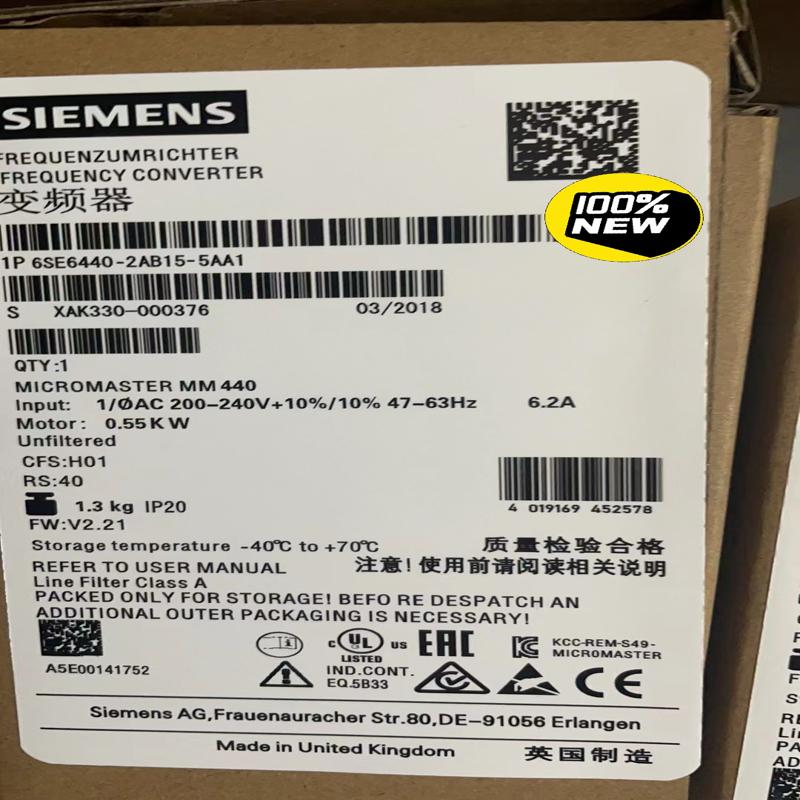 SIEMENS
FREQUENZUMRICHTER
FREQUENCY CONVERTER
变频器
100%
NEW
1P 6SE6440-2AB15-5AA1
S XAK330-000376 03/2018
QTY:1
MICROMASTER MM440
Input: 1/ØAC 200-240V+10%/10% 47-63Hz 6.2A
Motor: 0.55KW
Unfiltered
CFS:H01
RS:40
4 019169 452578
1.3 kg IP20
FW:V2.21
Storage temperature -40℃ to +70℃ 质量检验合格
REFER TO USER MANUAL 注意!使用前请阅读相关说明
Line Filter Class A
PACKED ONLY FOR STORAGE! BEFO RE DESPATCH AN
ADDITIONAL OUTER PACKAGING IS NECESSARY!
A5E00141752
C UL US
LISTED
IND.CONT.
EQ.5B33
EAC
KCC-REM-S49-
MICROMASTER
CE
Siemens AG,Frauenauracher Str.80,DE-91056 Erlangen
Made in United Kingdom 英国制造